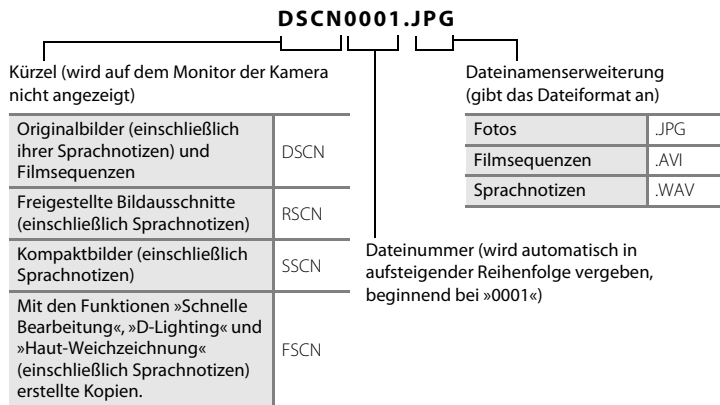 DSCN0001.JPG
Kürzel (wird auf dem Monitor der Kamera
nicht angezeigt)
Originalbilder (einschließlich
ihrer Sprachnotizen) und
Filmsequenzen
DSCN
Freigestellte Bildausschnitte
(einschließlich Sprachnotizen)
RSCN
Kompaktbilder (einschließlich
Sprachnotizen)
SSCN
Mit den Funktionen »Schnelle
Bearbeitung«, »D-Lighting« und
»Haut-Weichzeichnung«
(einschließlich Sprachnotizen)
erstellte Kopien.
FSCN
Dateinamenserweiterung
(gibt das Dateiformat an)
Fotos .JPG
Filmsequenzen .AVI
Sprachnotizen .WAV
Dateinummer (wird automatisch in
aufsteigender Reihenfolge vergeben,
beginnend bei »0001«)